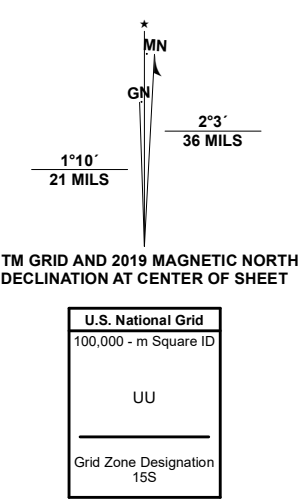 ★
MN
GN
2°3´
36 MILS
1°10´
21 MILS
TM GRID AND 2019 MAGNETIC NORTH
DECLINATION AT CENTER OF SHEET
U.S. National Grid
100,000 - m Square ID
UU
Grid Zone Designation
15S